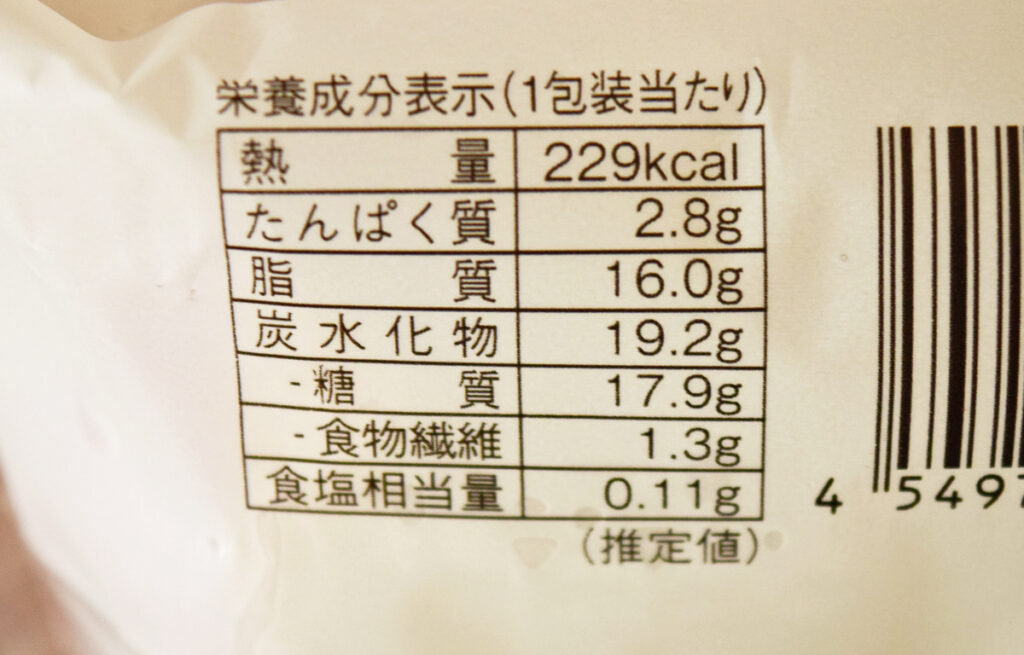 栄養成分表示(1包装当たり)
熱量 229kcal
たんぱく質 2.8g
脂質 16.0g
炭水化物 19.2g
-糖質 17.9g
-食物繊維 1.3g
食塩相当量 0.11g
(推定値)
4 5497